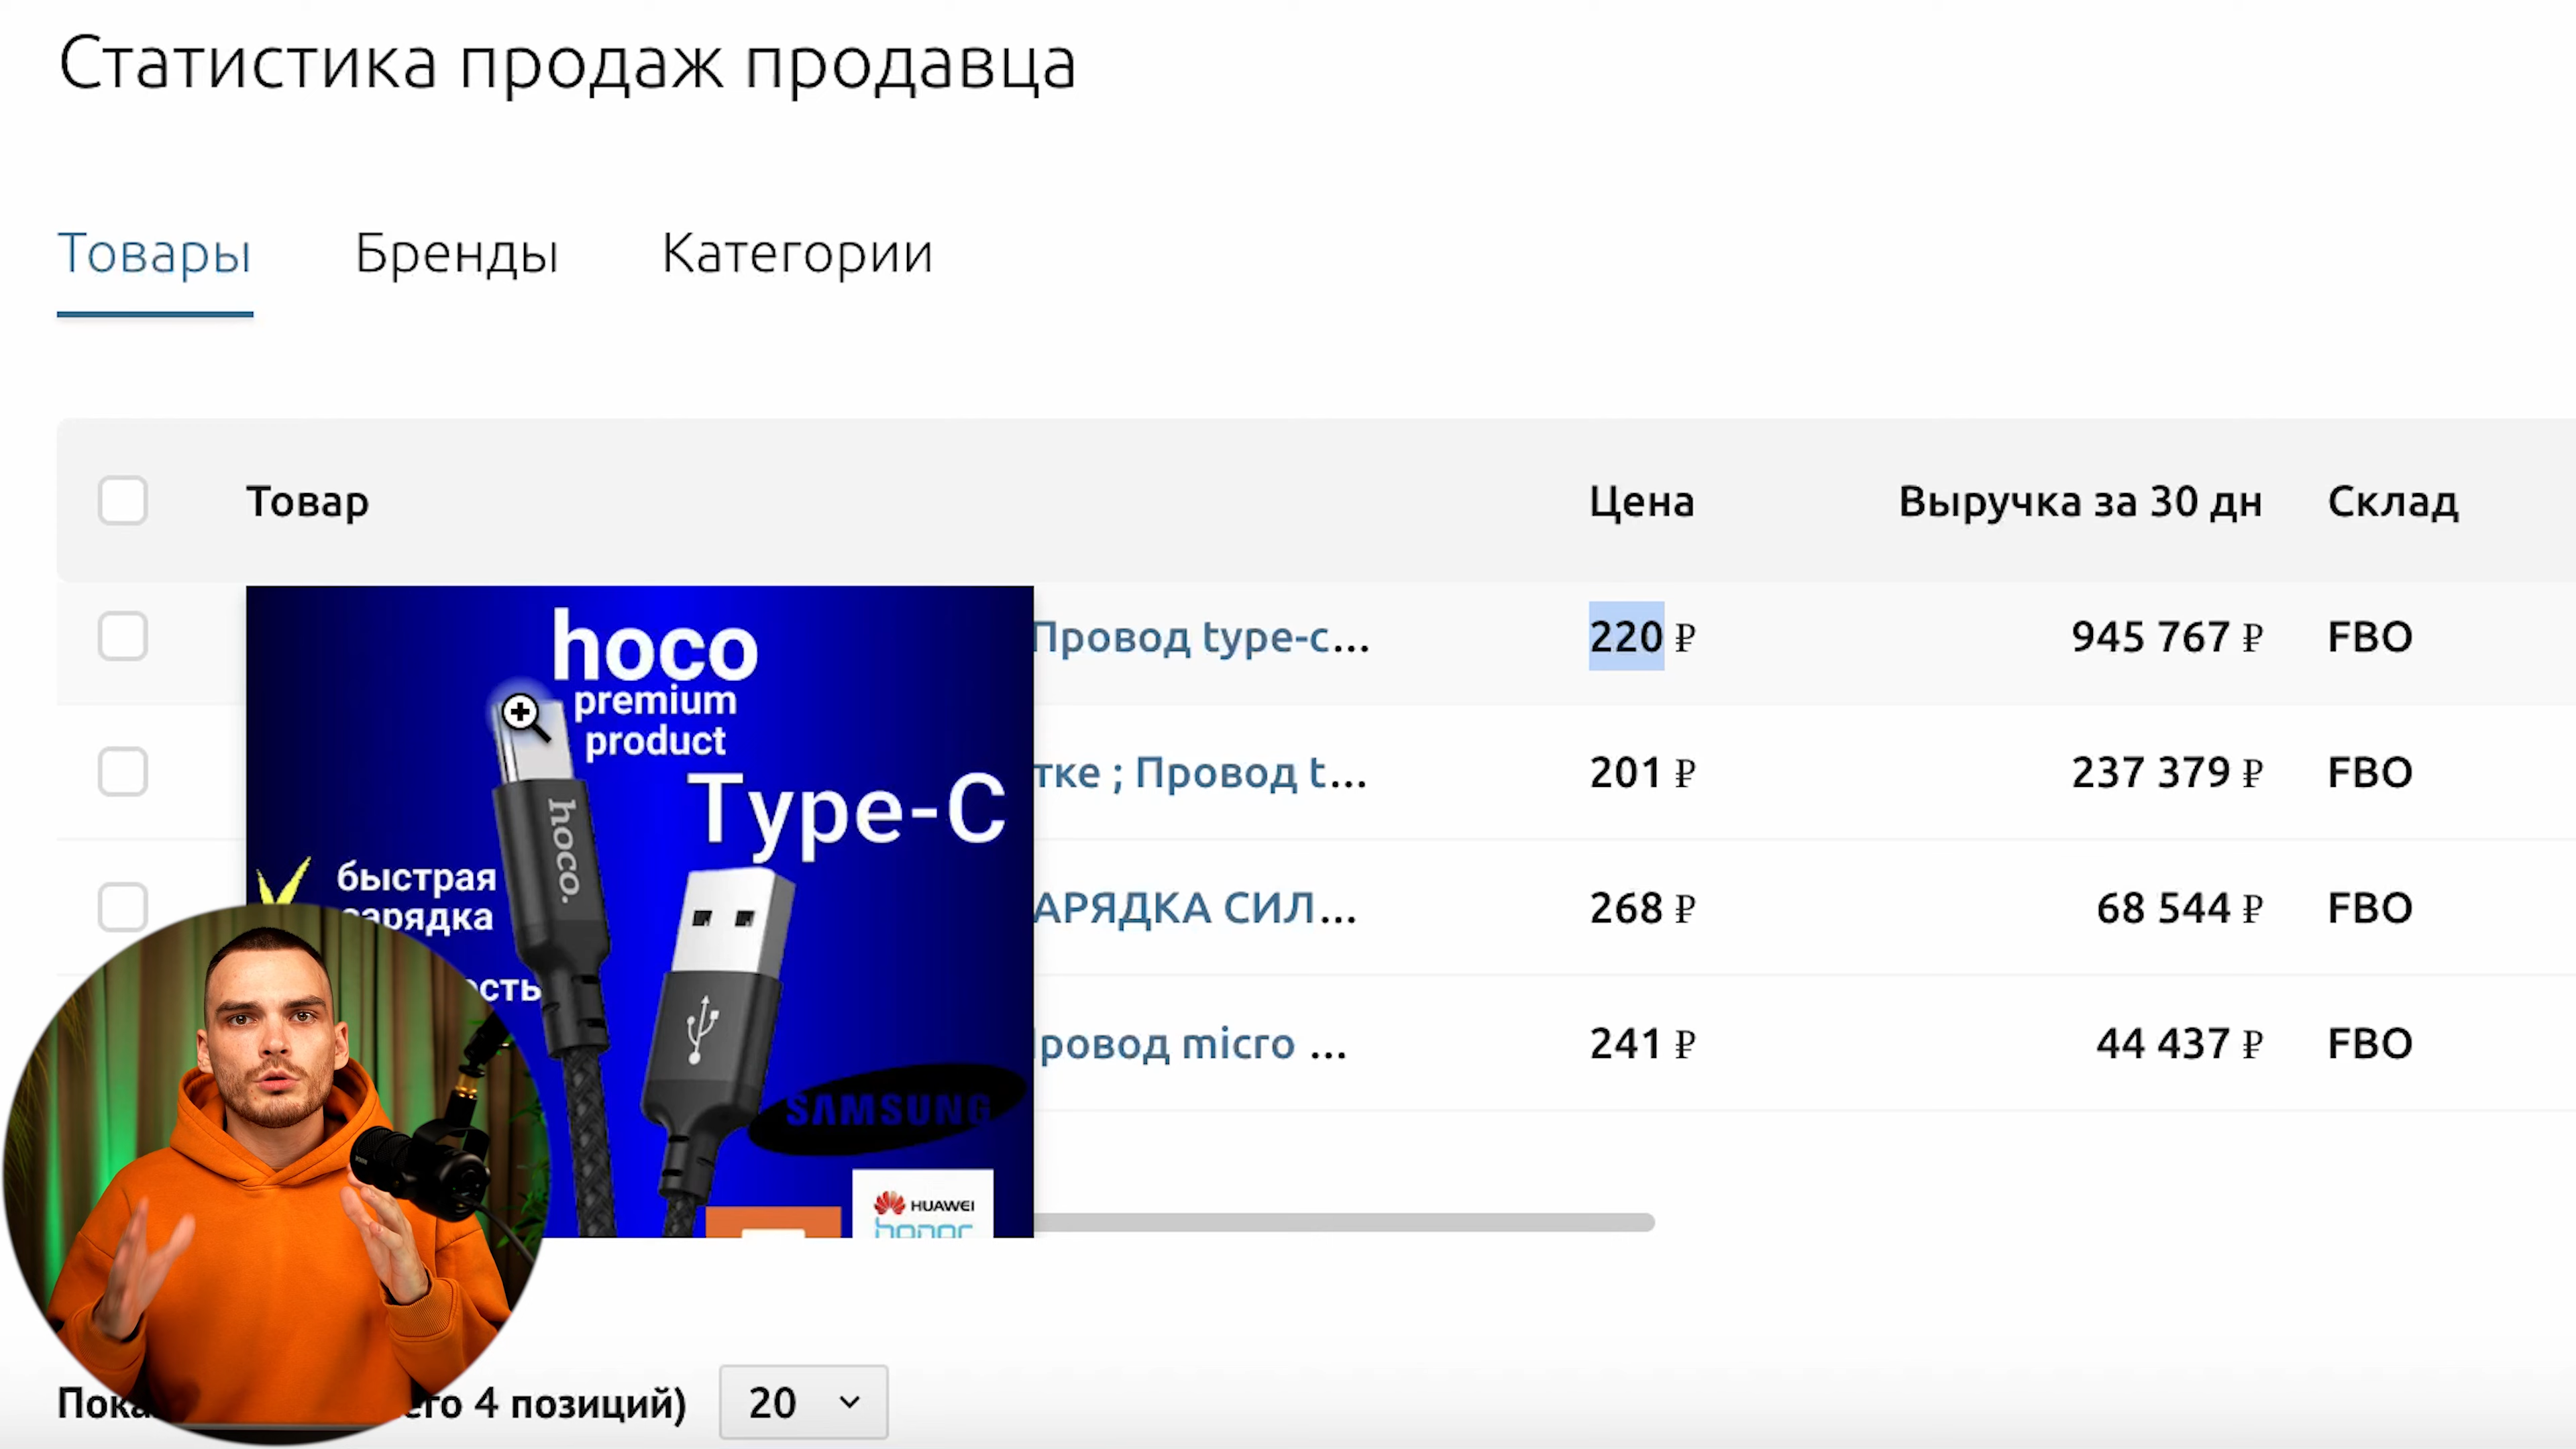 Статистика продаж продавца
Товары Бренды Категории
Товар Цена Выручка за 30 дн Склад
Провод type-c... 220 ₽ 945 767 ₽ FBO
тке ; Провод t... 201 ₽ 237 379 ₽ FBO
АРЯДКА СИЛ... 268 ₽ 68 544 ₽ FBO
ровод micro ... 241 ₽ 44 437 ₽ FBO
hoco
premium
product
Type-C
hoco.
быстрая
зарядка
ость
SAMSUNG
HUAWEI
honor
4 позиций) 20